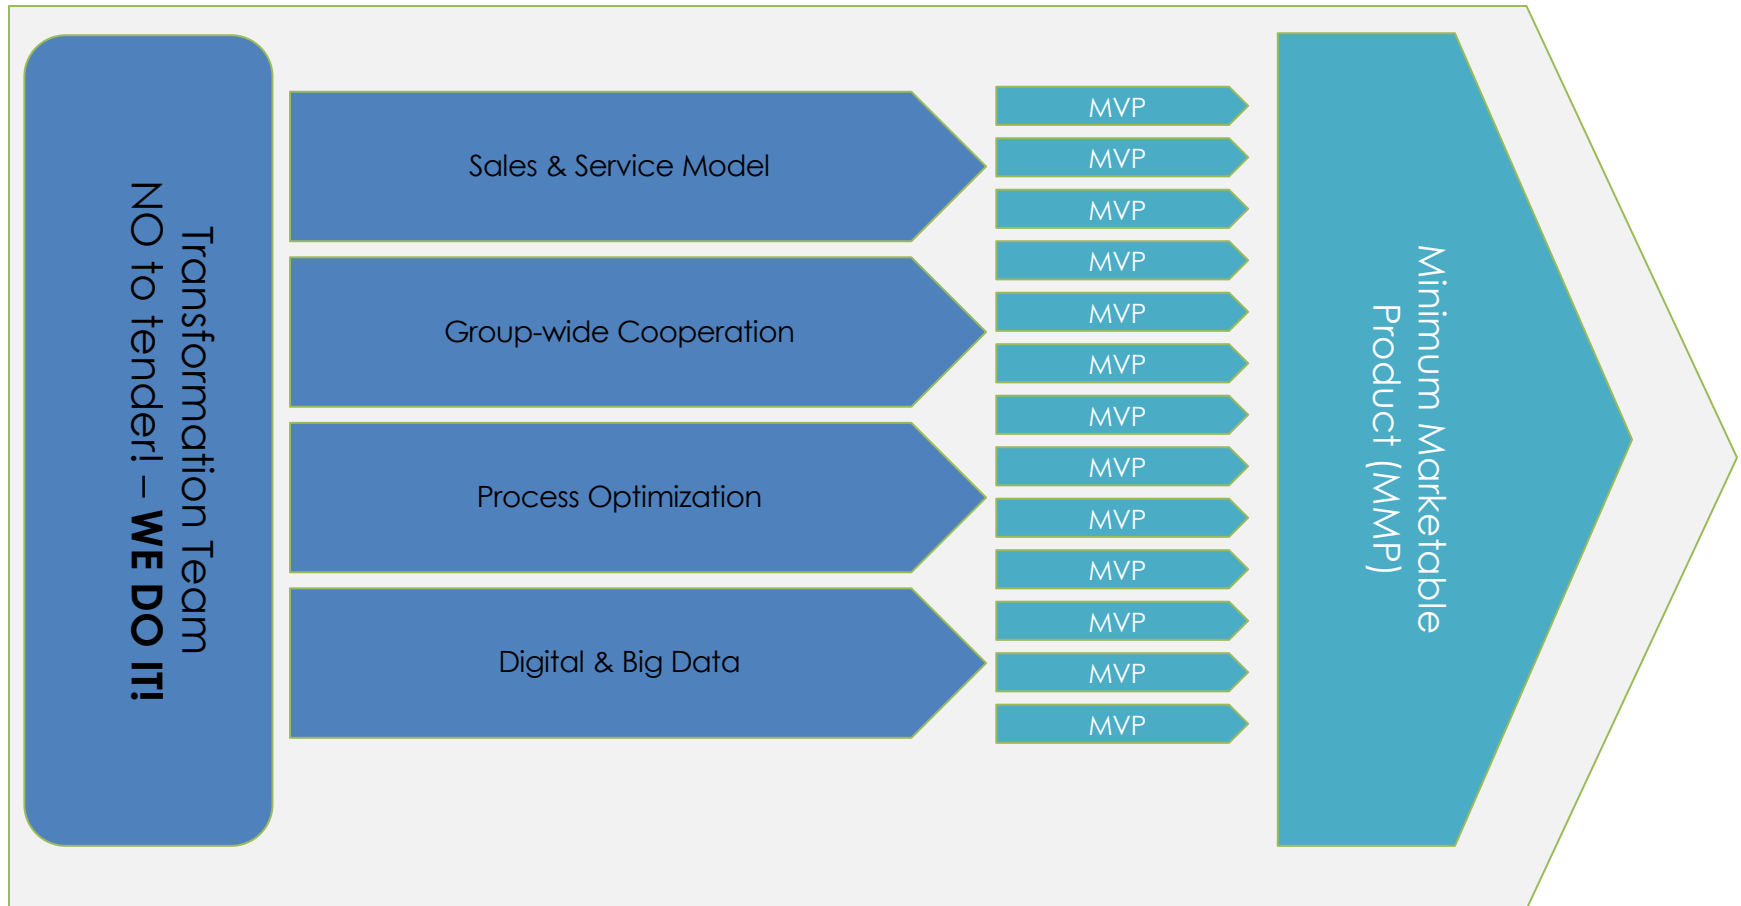 Transformation Team
NO to tender! – WE DO IT!
Sales & Service Model
Group-wide Cooperation
Process Optimization
Digital & Big Data
MVP
MVP
MVP
MVP
MVP
MVP
MVP
MVP
MVP
MVP
MVP
MVP
MVP
Minimum Marketable
Product (MMP)